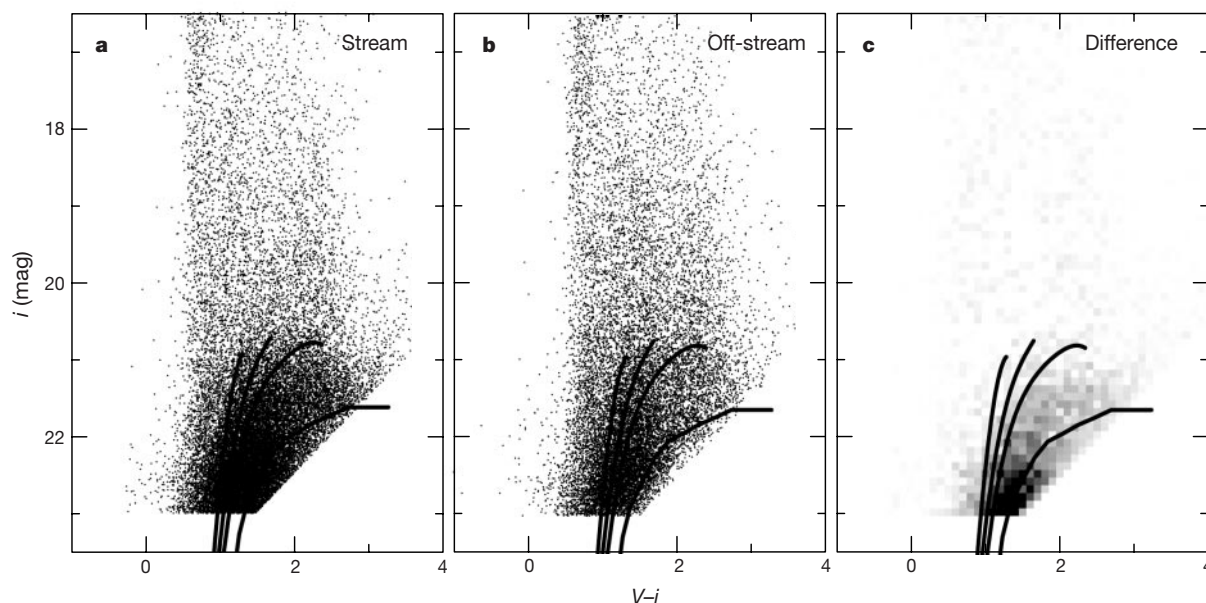 a Stream
b Off-stream
c Difference
18
20
22
i (mag)
0 2 4
0 2 4
0 2 4
V–i